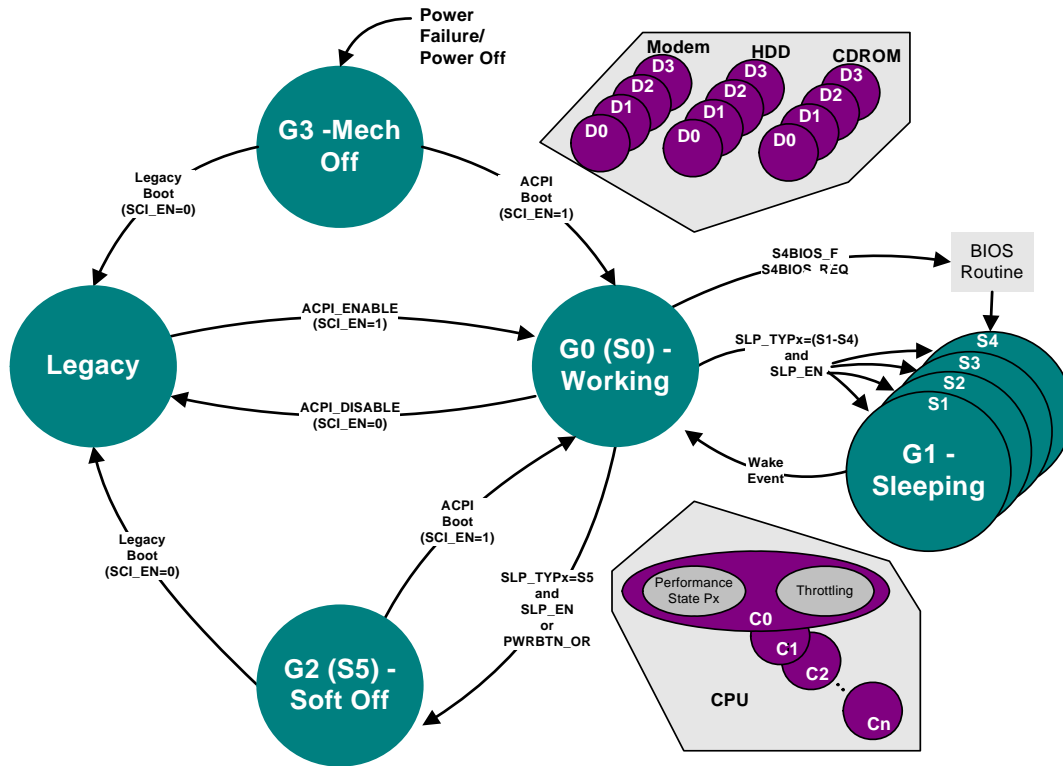 Power
Failure/
Power Off
Modem
HDD
CDROM
D3
D2
D1
D0
D3
D2
D1
D0
D3
D2
D1
D0
G3 -Mech
Off
Legacy
Boot
(SCI_EN=0)
ACPI
Boot
(SCI_EN=1)
S4BIOS_F
S4BIOS_REQ
BIOS
Routine
ACPI_ENABLE
(SCI_EN=1)
Legacy
G0 (S0) -
Working
SLP_TYPx=(S1-S4)
and
SLP_EN
S4
S3
S2
S1
G1 -
Sleeping
ACPI_DISABLE
(SCI_EN=0)
Wake
Event
ACPI
Boot
(SCI_EN=1)
Legacy
Boot
(SCI_EN=0)
SLP_TYPx=S5
and
SLP_EN
or
PWRBTN_OR
G2 (S5) -
Soft Off
Performance
State Px
Throttling
C0
C1
C2
CPU
Cn